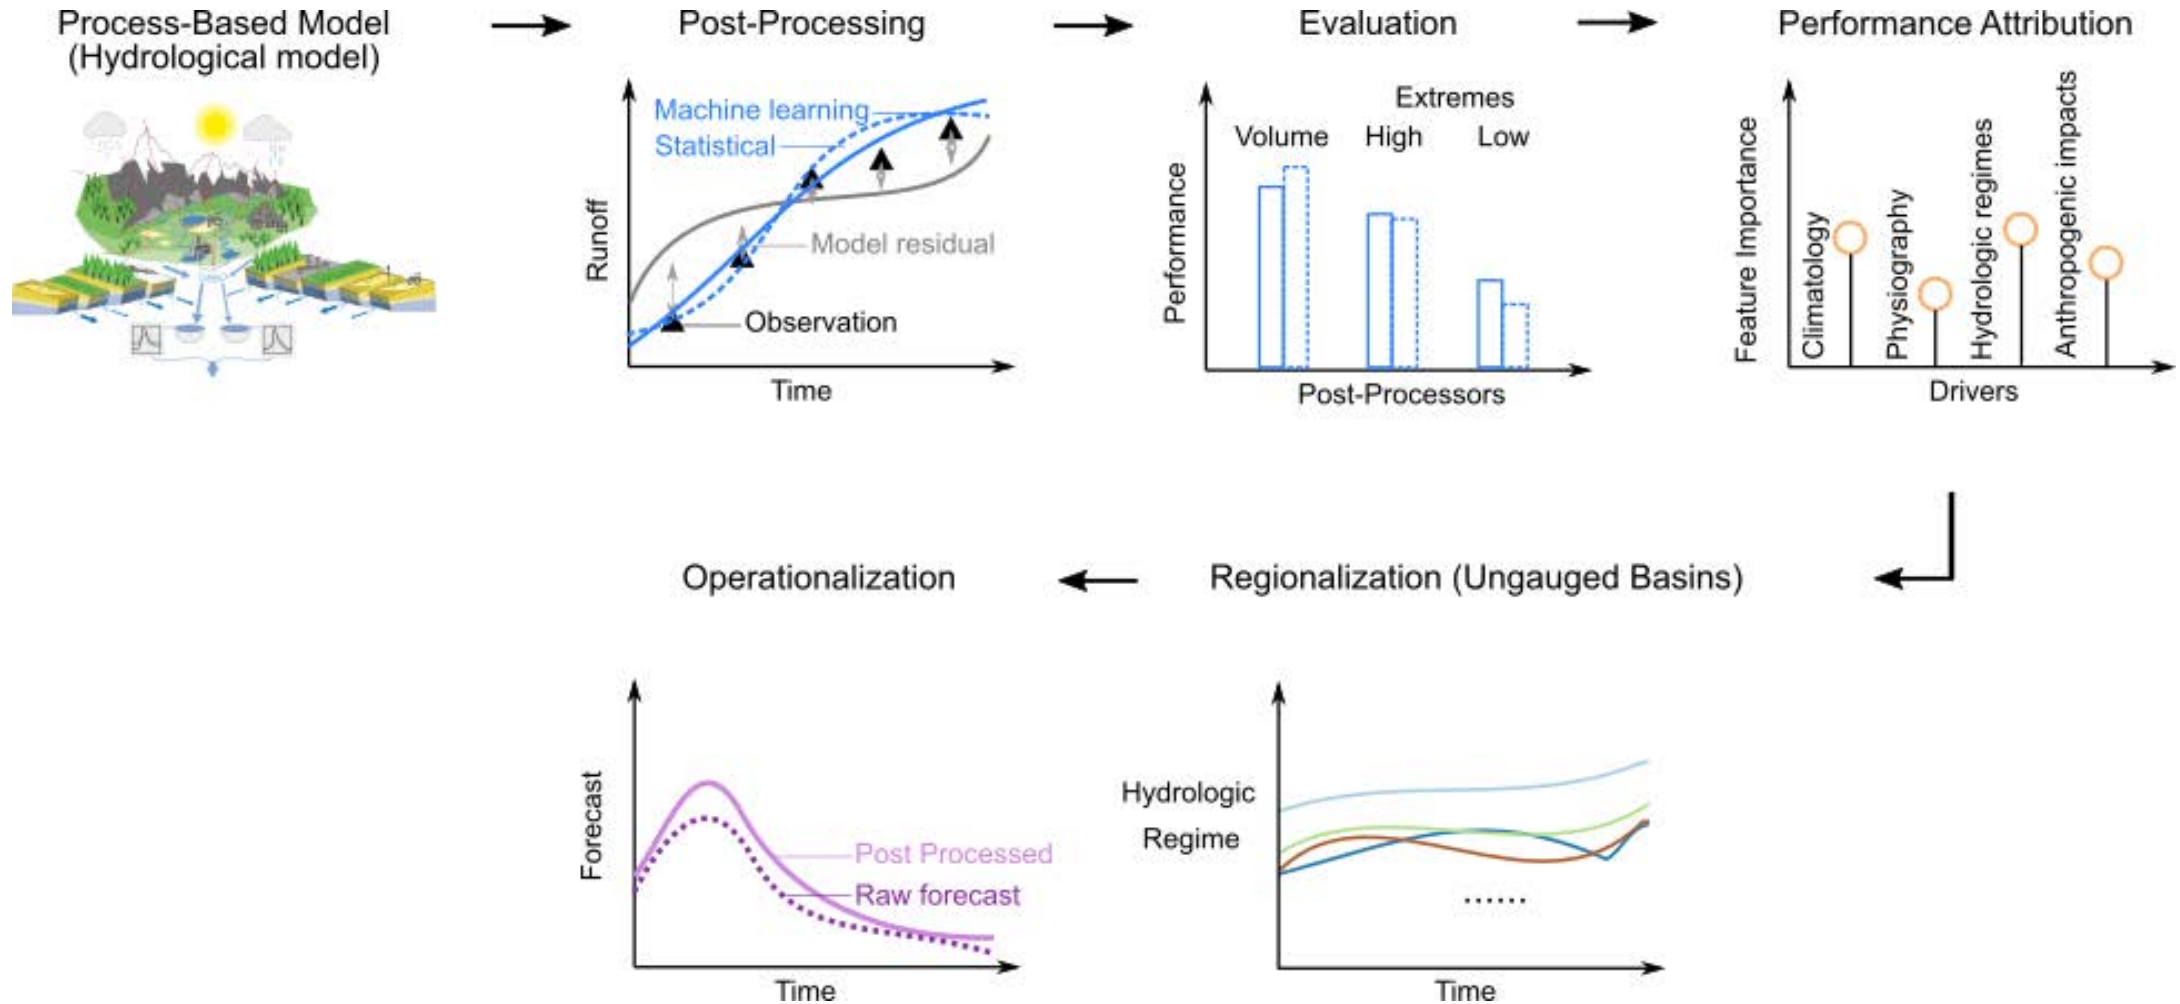 Process-Based Model
(Hydrological model)
Post-Processing
Evaluation
Performance Attribution
Machine learning
Statistical
Model residual
Observation
Runoff
Time
Extremes
Volume
High
Low
Performance
Post-Processors
Feature Importance
Climatology
Physiography
Hydrologic regimes
Anthropogenic impacts
Drivers
Operationalization
Regionalization (Ungauged Basins)
Forecast
Post Processed
Raw forecast
Time
Hydrologic
Regime
......
Time